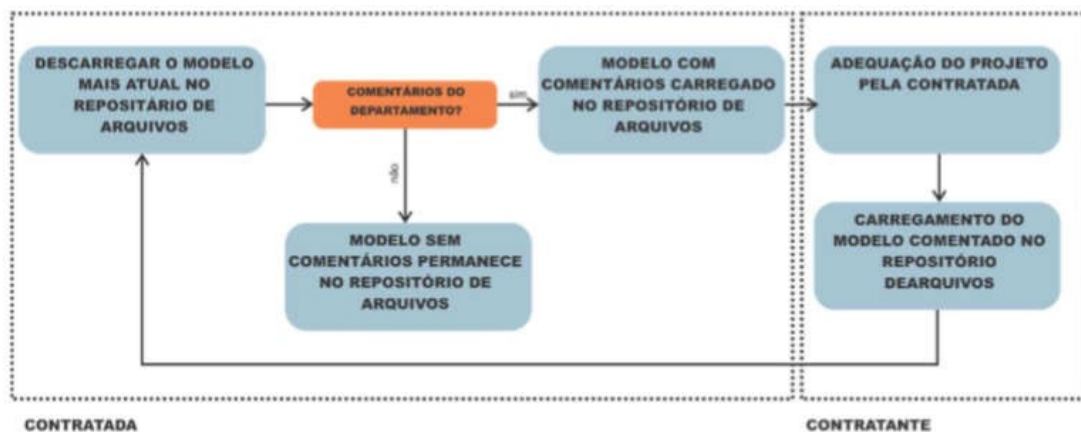 DESCARREGAR O MODELO
MAIS ATUAL NO
REPOSITÁRIO DE
ARQUIVOS
COMENTÁRIOS DO
DEPARTAMENTO?
sim
MODELO COM
COMENTÁRIOS CARREGADO
NO REPOSITÓRIO DE
ARQUIVOS
não
MODELO SEM
COMENTÁRIOS PERMANECE
NO REPOSITÓRIO DE
ARQUIVOS
ADEQUAÇÃO DO PROJETO
PELA CONTRATADA
CARREGAMENTO DO
MODELO COMENTADO NO
REPOSITÓRIO
DEARQUIVOS
CONTRATADA
CONTRATANTE